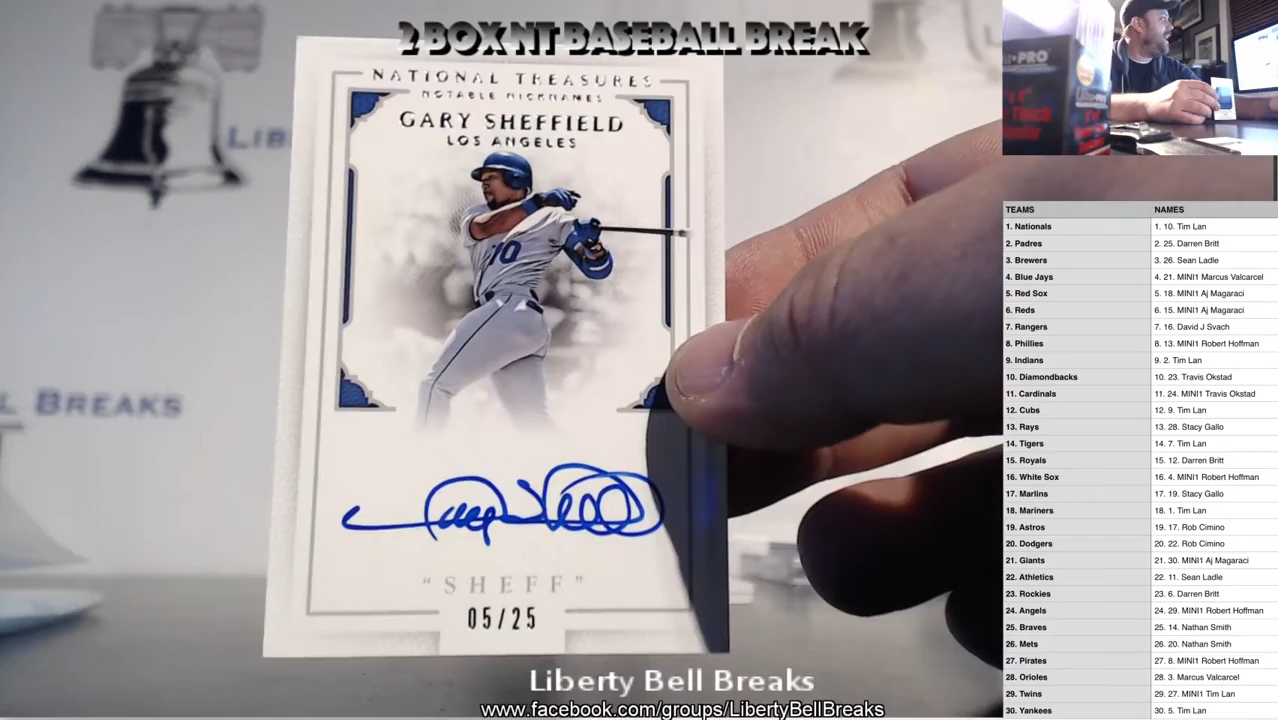 2 BOX NT BASEBALL BREAK
NATIONAL TREASURES
NOTABLE NICKNAMES
GARY SHEFFIELD
LOS ANGELES
10
"SHEFF"
05/25
LIB
L BREAKS
Liberty Bell Breaks
www.facebook.com/groups/LibertyBellBreaks
PRO
TEAMS NAMES
1. Nationals 1. 10. Tim Lan
2. Padres 2. 25. Darren Britt
3. Brewers 3. 26. Sean Ladle
4. Blue Jays 4. 21. MINI1 Marcus Valcarcel
5. Red Sox 5. 18. MINI1 Aj Magaraci
6. Reds 6. 15. MINI1 Aj Magaraci
7. Rangers 7. 16. David J Svach
8. Phillies 8. 13. MINI1 Robert Hoffman
9. Indians 9. 2. Tim Lan
10. Diamondbacks 10. 23. Travis Okstad
11. Cardinals 11. 24. MINI1 Travis Okstad
12. Cubs 12. 9. Tim Lan
13. Rays 13. 28. Stacy Gallo
14. Tigers 14. 7. Tim Lan
15. Royals 15. 12. Darren Britt
16. White Sox 16. 4. MINI1 Robert Hoffman
17. Marlins 17. 19. Stacy Gallo
18. Mariners 18. 1. Tim Lan
19. Astros 19. 17. Rob Cimino
20. Dodgers 20. 22. Rob Cimino
21. Giants 21. 30. MINI1 Aj Magaraci
22. Athletics 22. 11. Sean Ladle
23. Rockies 23. 6. Darren Britt
24. Angels 24. 29. MINI1 Robert Hoffman
25. Braves 25. 14. Nathan Smith
26. Mets 26. 20. Nathan Smith
27. Pirates 27. 8. MINI1 Robert Hoffman
28. Orioles 28. 3. Marcus Valcarcel
29. Twins 29. 27. MINI1 Tim Lan
30. Yankees 30. 5. Tim Lan